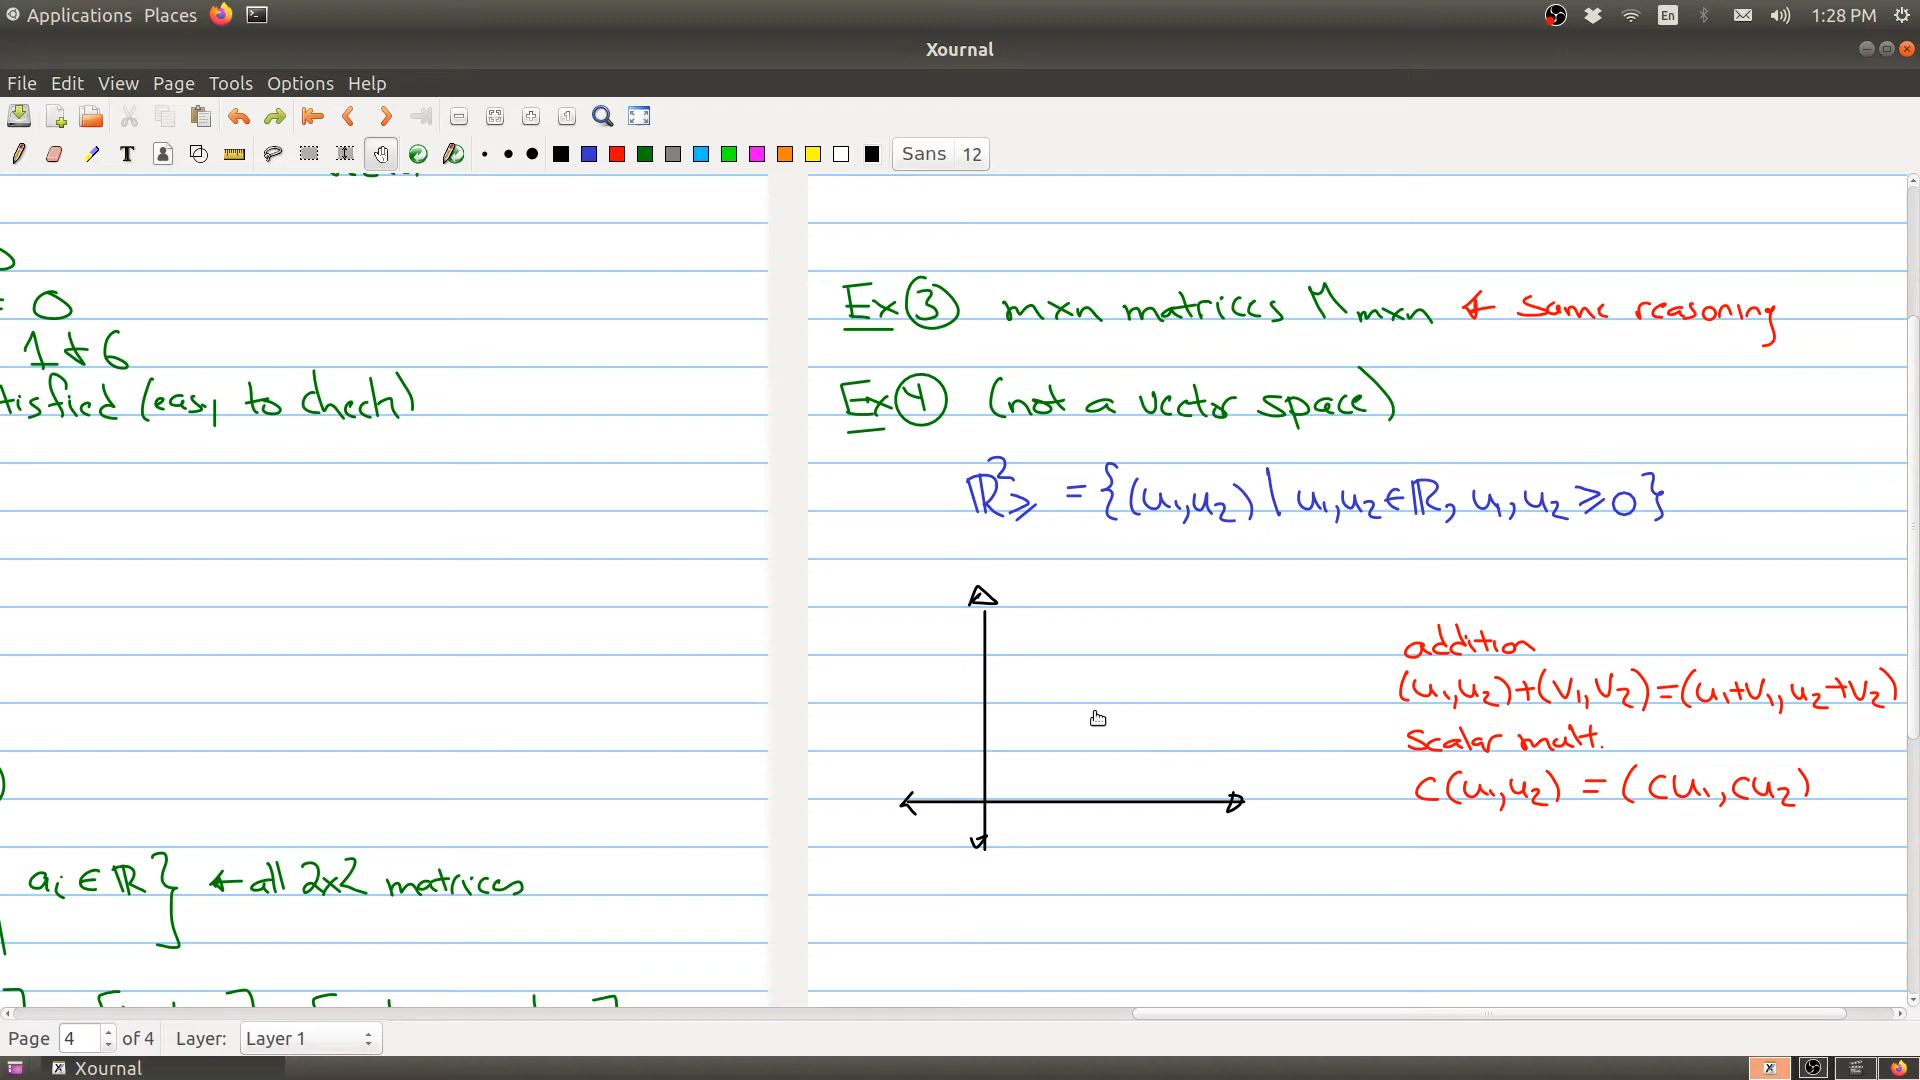 Applications Places En 1:28 PM
Xournal
File Edit View Page Tools Options Help
Sans 12
= 0
1 & 6
tisfied (easy to check)
ai ∈ ℝ } ← all 2x2 matrices
Ex ③ mxn matrices Mmxn ← same reasoning
Ex ④ (not a vector space)
ℝ²≥ = {(u₁,u₂) | u₁,u₂ ∈ ℝ, u₁,u₂ ≥ 0}
addition
(u₁,u₂)+(v₁,v₂)=(u₁+v₁,u₂+v₂)
scalar mult.
c(u₁,u₂) = (cu₁,cu₂)
Page 4 of 4 Layer: Layer 1
Xournal